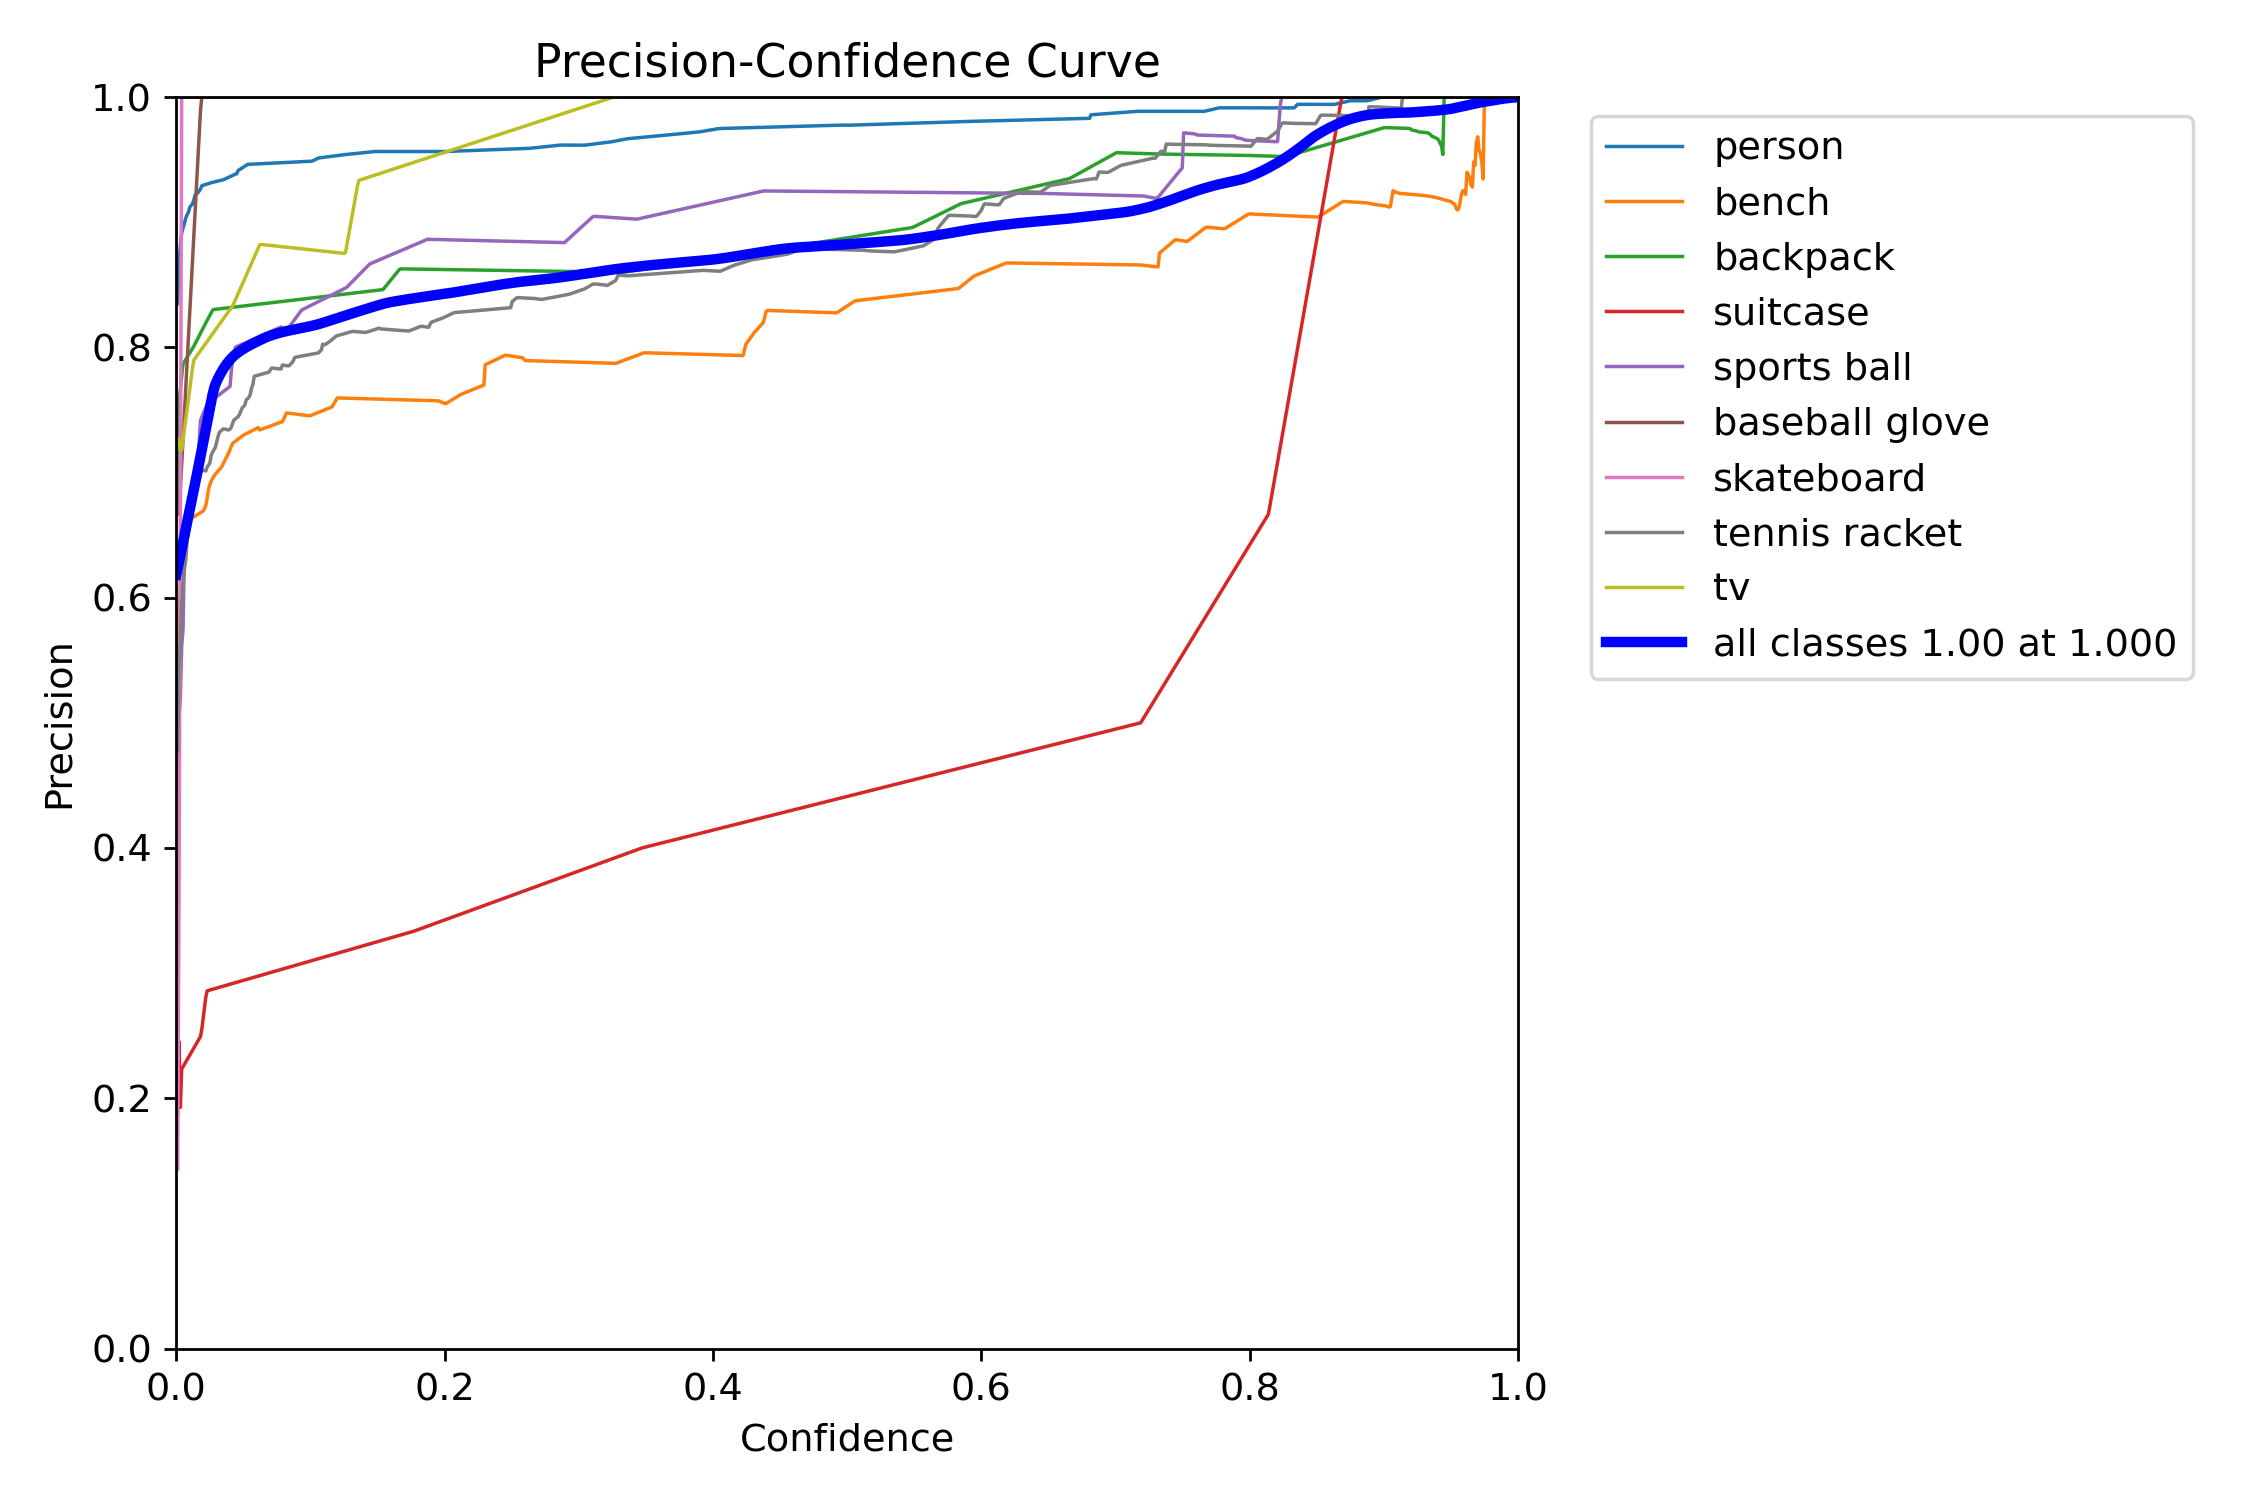 Precision-Confidence Curve
1.0
0.8
0.6
0.4
0.2
0.0
Precision
0.0 0.2 0.4 0.6 0.8 1.0
Confidence
person
bench
backpack
suitcase
sports ball
baseball glove
skateboard
tennis racket
tv
all classes 1.00 at 1.000